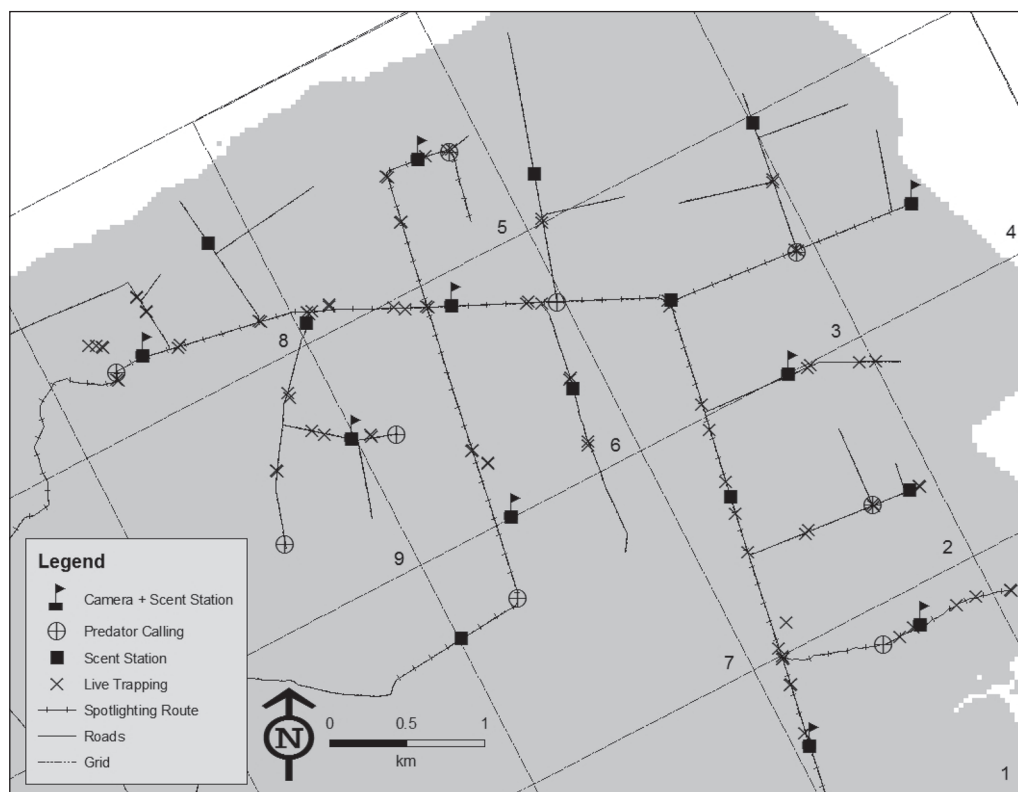 5
4
3
8
6
9
2
7
1
Legend
Camera + Scent Station
Predator Calling
Scent Station
Live Trapping
Spotlighting Route
Roads
Grid
N
0 0.5 1
km